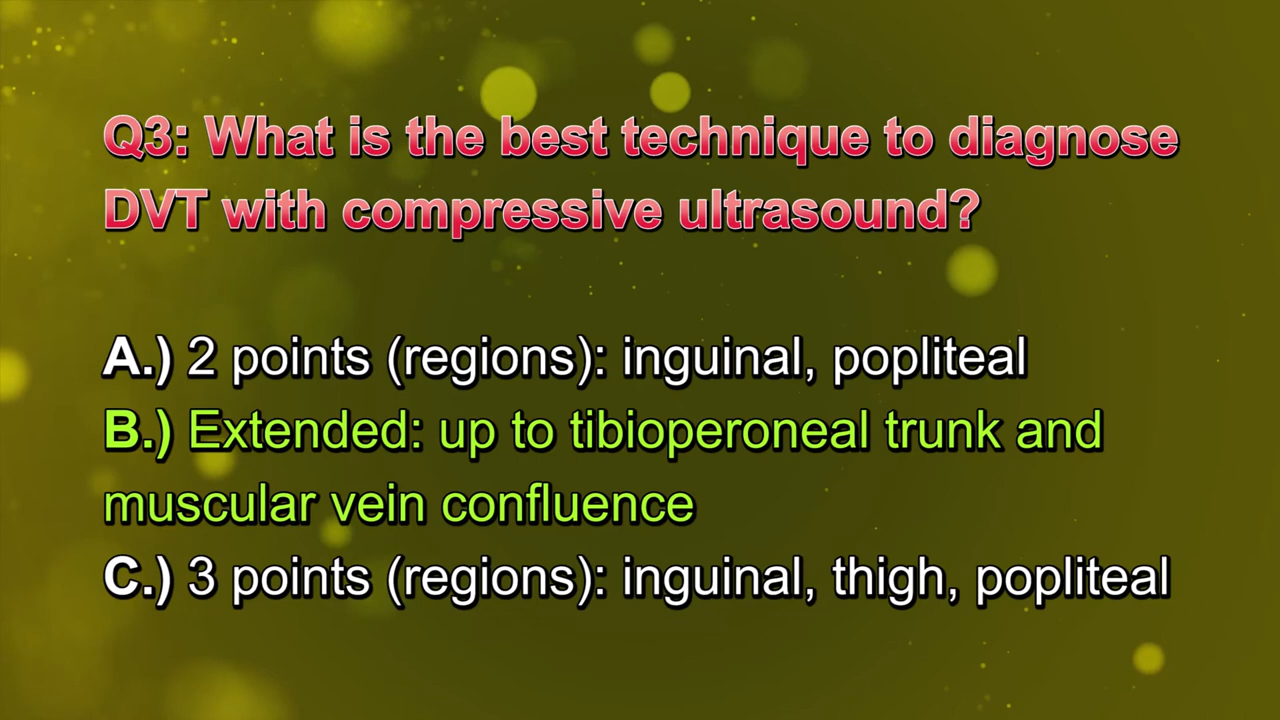 Q3: What is the best technique to diagnose
DVT with compressive ultrasound?
A.) 2 points (regions): inguinal, popliteal
B.) Extended: up to tibioperoneal trunk and
muscular vein confluence
C.) 3 points (regions): inguinal, thigh, popliteal